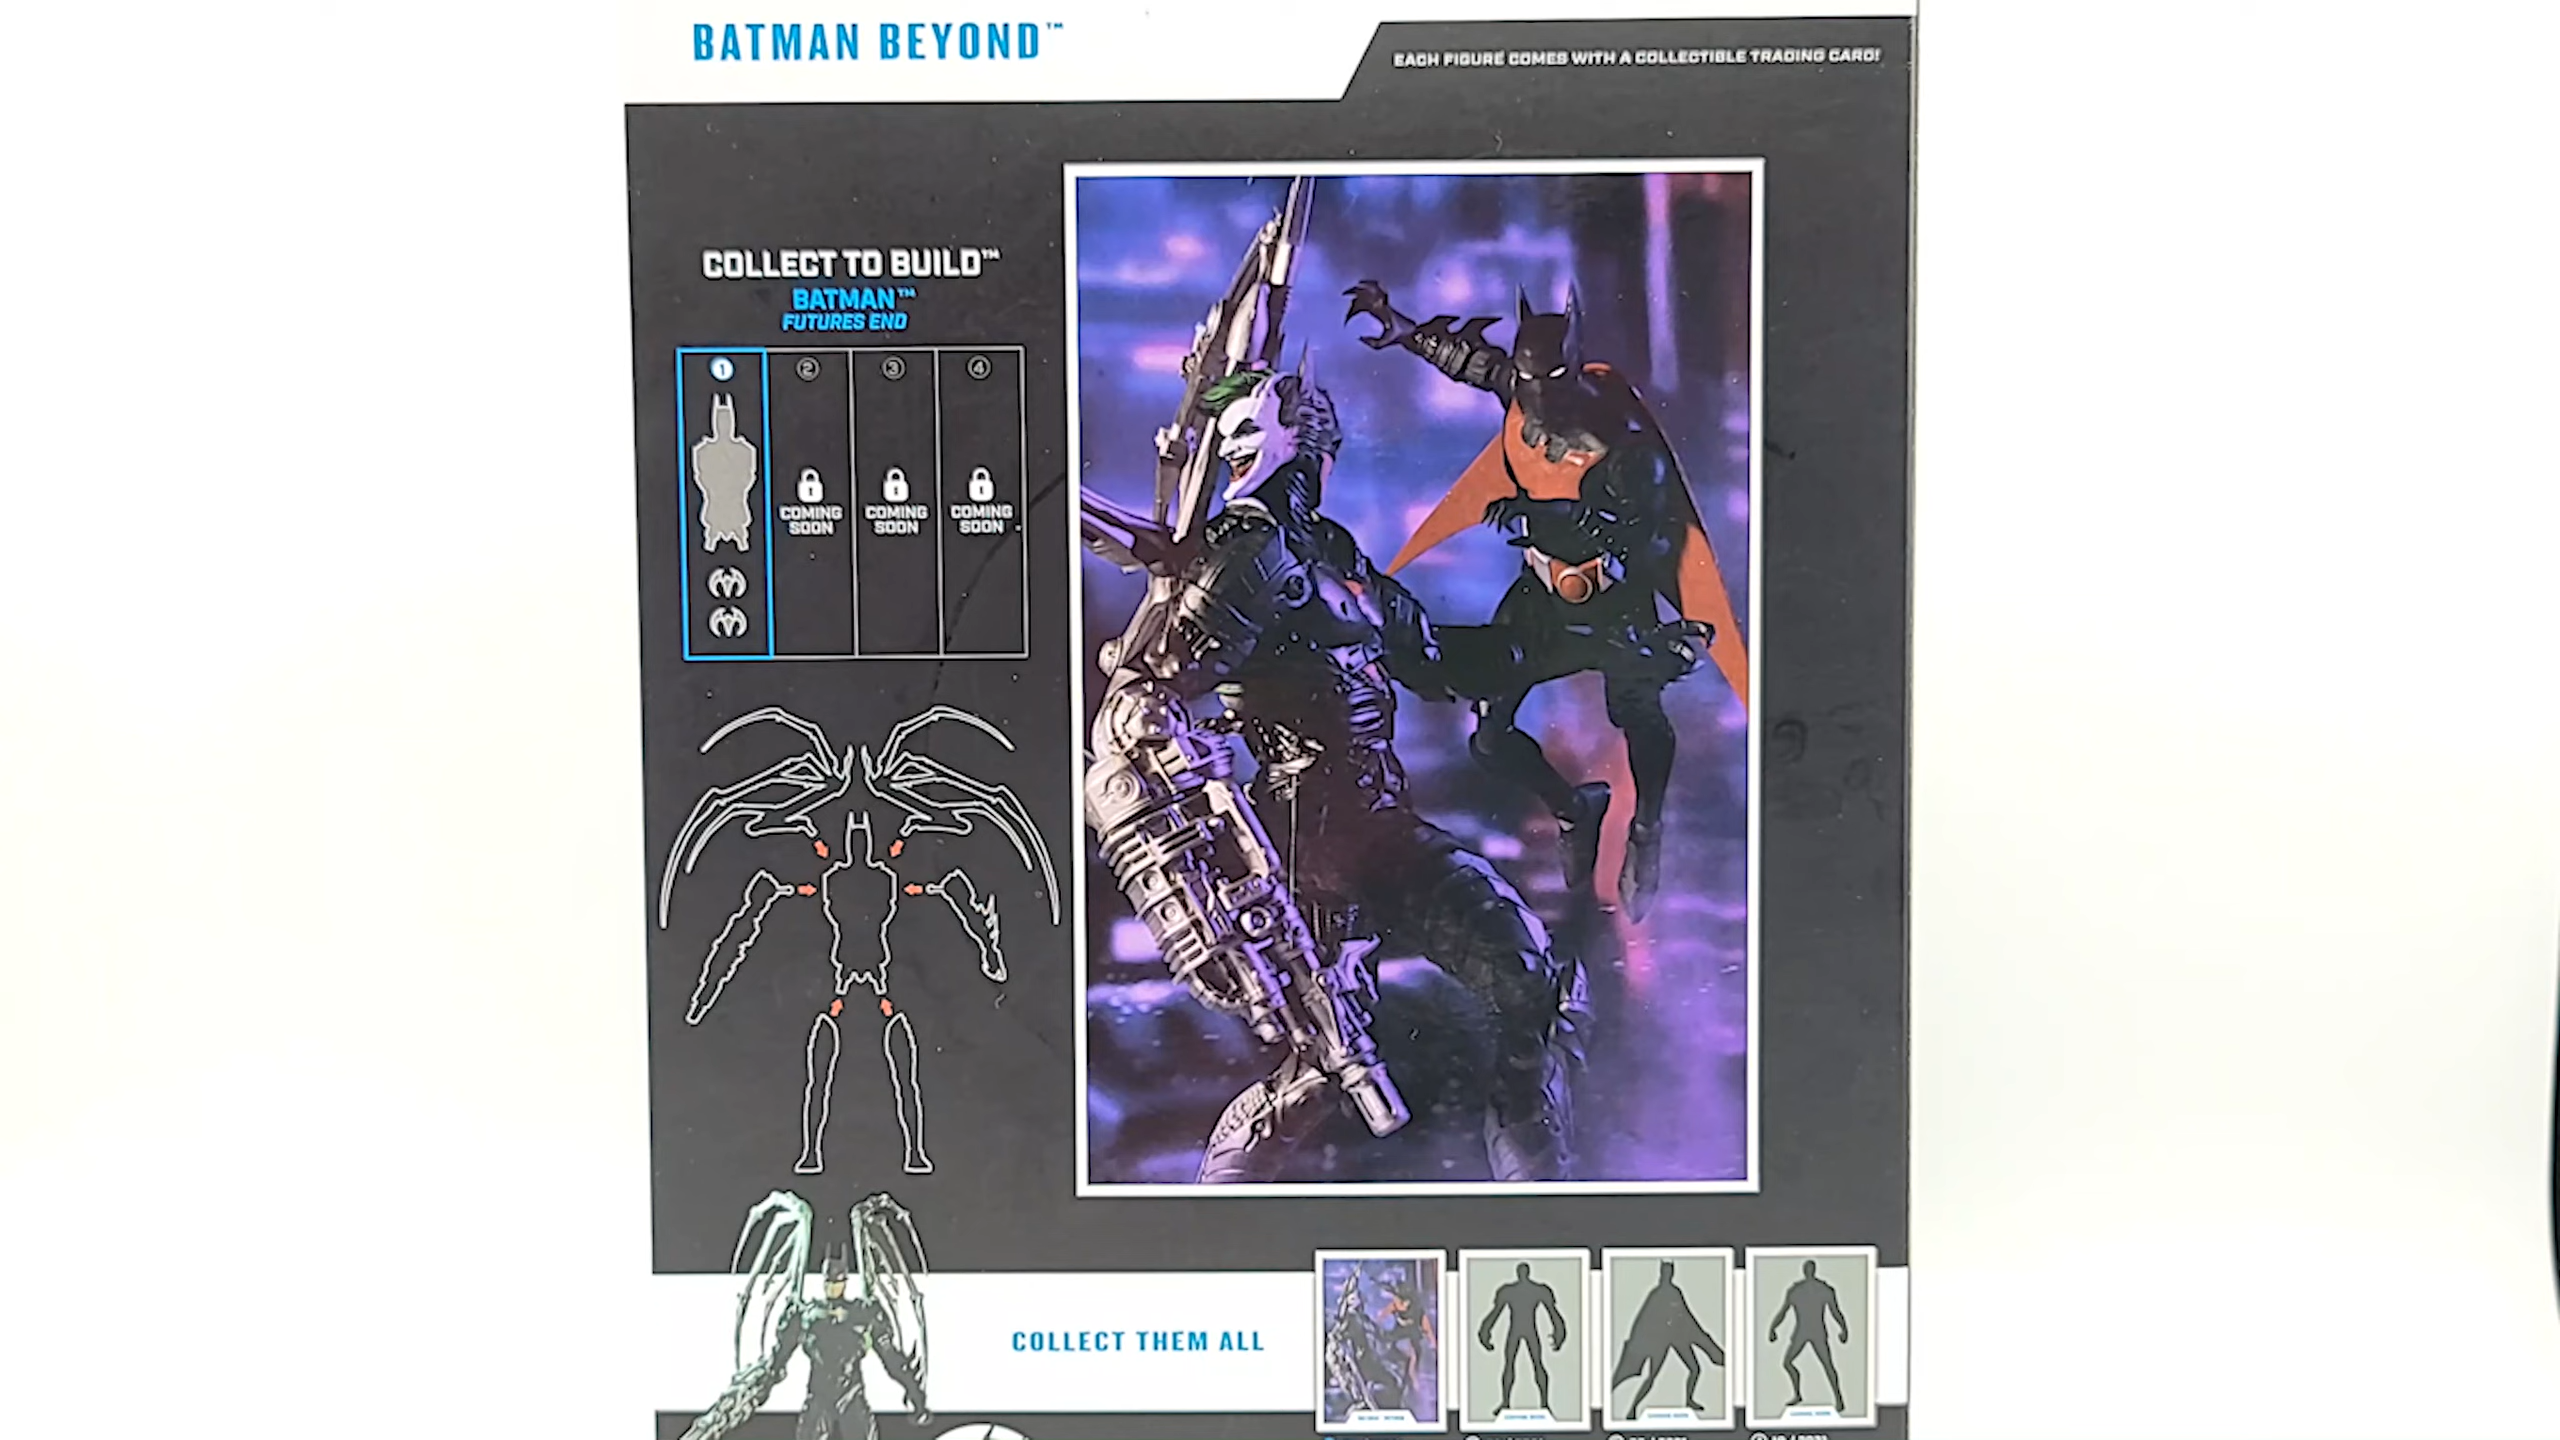 BATMAN BEYOND™
EACH FIGURE COMES WITH A COLLECTIBLE TRADING CARD!
COLLECT TO BUILD™
BATMAN™
FUTURES END
1 2 3 4
COMING SOON
COMING SOON
COMING SOON
COLLECT THEM ALL